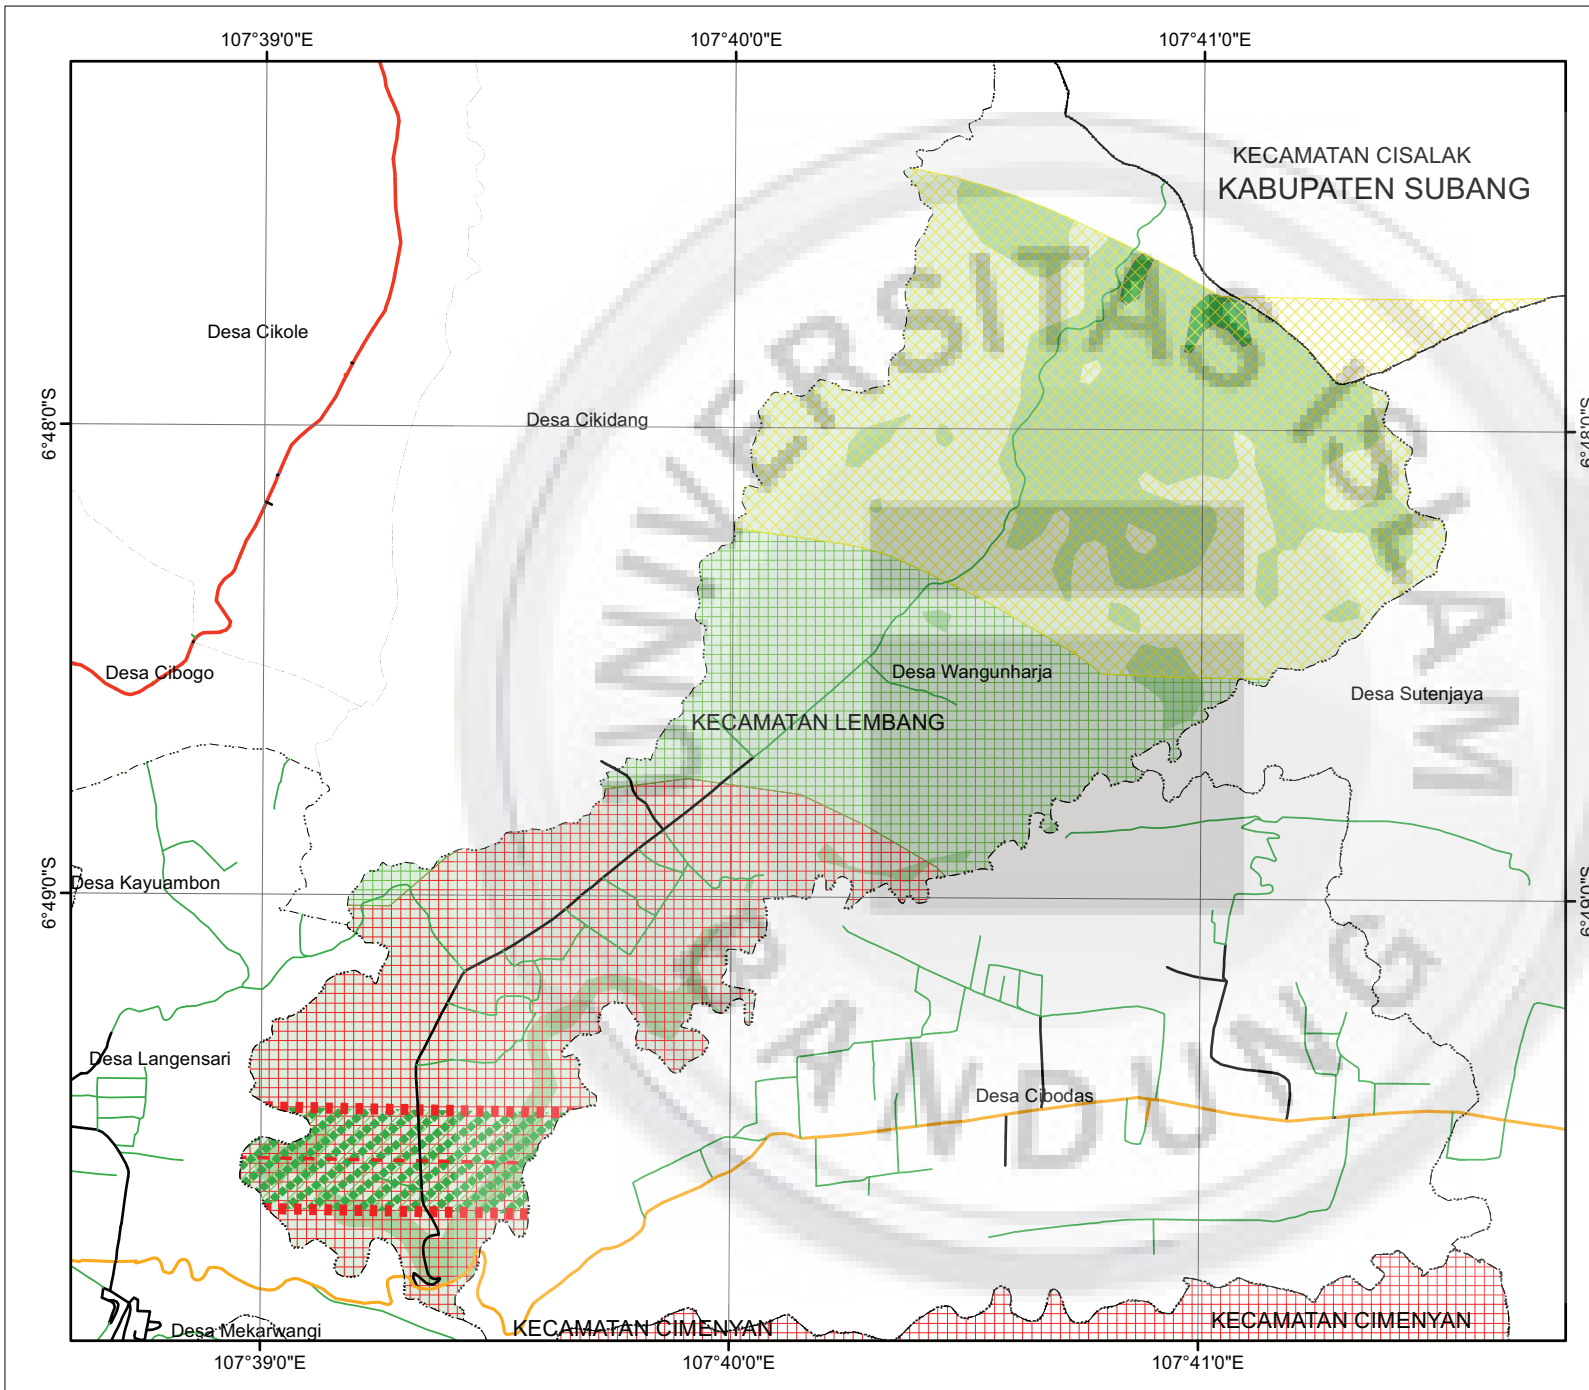 107°39'0"E
107°40'0"E
107°41'0"E
KECAMATAN CISALAK
KABUPATEN SUBANG
Desa Cikole
Desa Cikidang
6°48'0"S
6°48'0"S
Desa Cibogo
Desa Wangunharja
Desa Sutenjaya
KECAMATAN LEMBANG
Desa Kayuambon
6°49'0"S
6°49'0"S
Desa Langensari
Desa Cibodas
Desa Mekarwangi
KECAMATAN CIMENYAN
KECAMATAN CIMENYAN
107°39'0"E
107°40'0"E
107°41'0"E
UNIVERSITAS ISLAM
BANDUNG